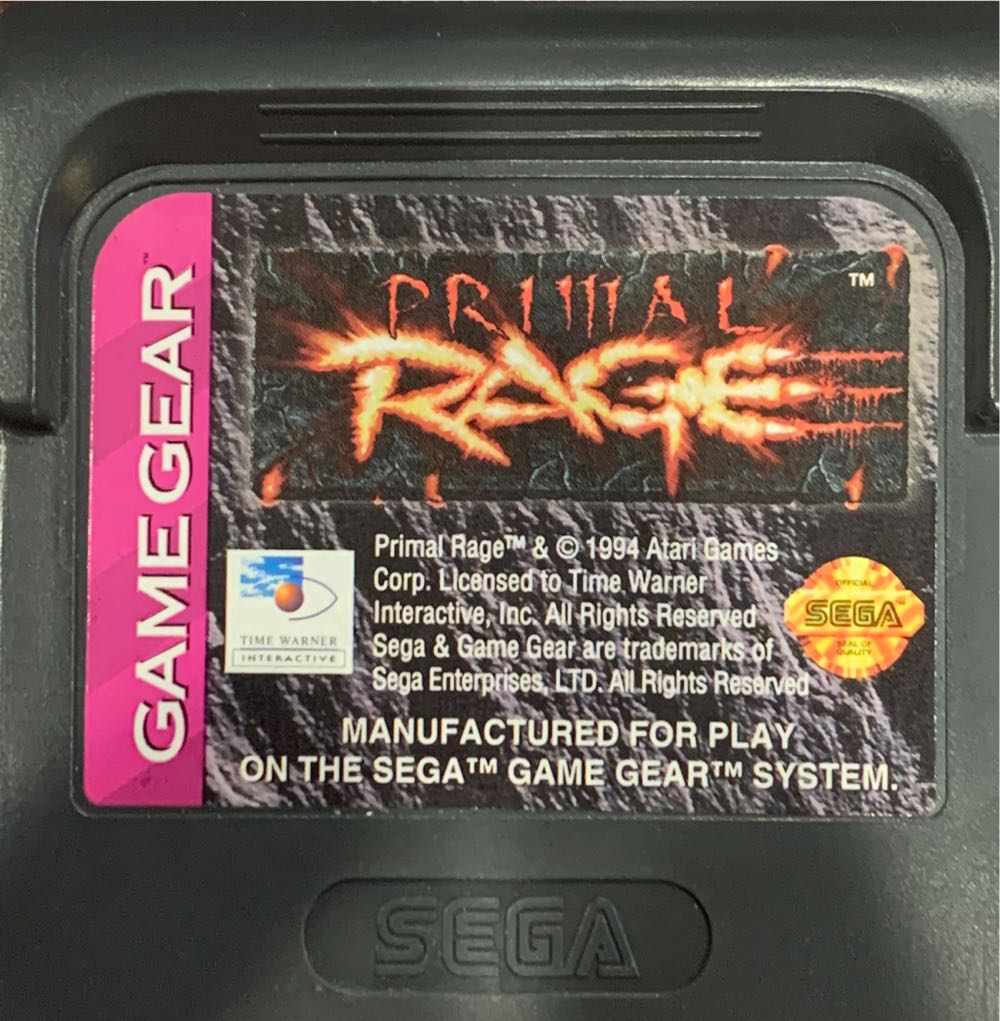 GAME GEAR™
PRIMAL
RAGE
™
Primal Rage™ & © 1994 Atari Games
Corp. Licensed to Time Warner
Interactive, Inc. All Rights Reserved
Sega & Game Gear are trademarks of
Sega Enterprises, LTD. All Rights Reserved
TIME WARNER
INTERACTIVE
OFFICIAL
SEGA™
SEAL OF
QUALITY
MANUFACTURED FOR PLAY
ON THE SEGA™ GAME GEAR™ SYSTEM.
SEGA